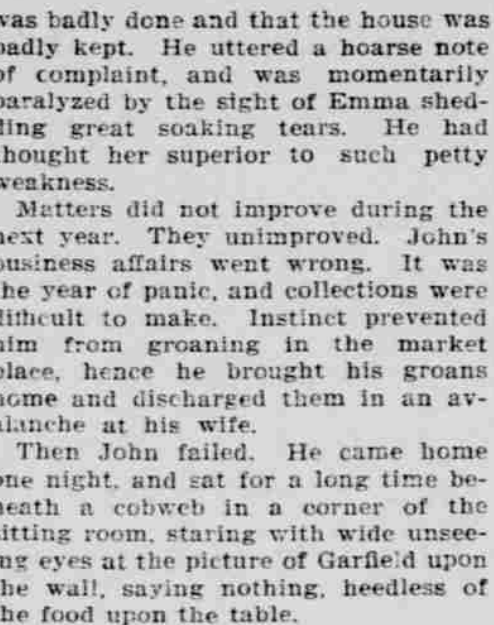 was badly done and that the house was
badly kept. He uttered a hoarse note
of complaint, and was momentarily
paralyzed by the sight of Emma shed-
ding great soaking tears. He had
thought her superior to such petty
weakness.
Matters did not improve during the
next year. They unimproved. John's
business affairs went wrong. It was
the year of panic, and collections were
difficult to make. Instinct prevented
him from groaning in the market
place, hence he brought his groans
home and discharged them in an av-
alanche at his wife.
Then John failed. He came home
one night, and sat for a long time be-
neath a cobweb in a corner of the
sitting room, staring with wide unsee-
ing eyes at the picture of Garfield upon
the wall, saying nothing, heedless of
the food upon the table.